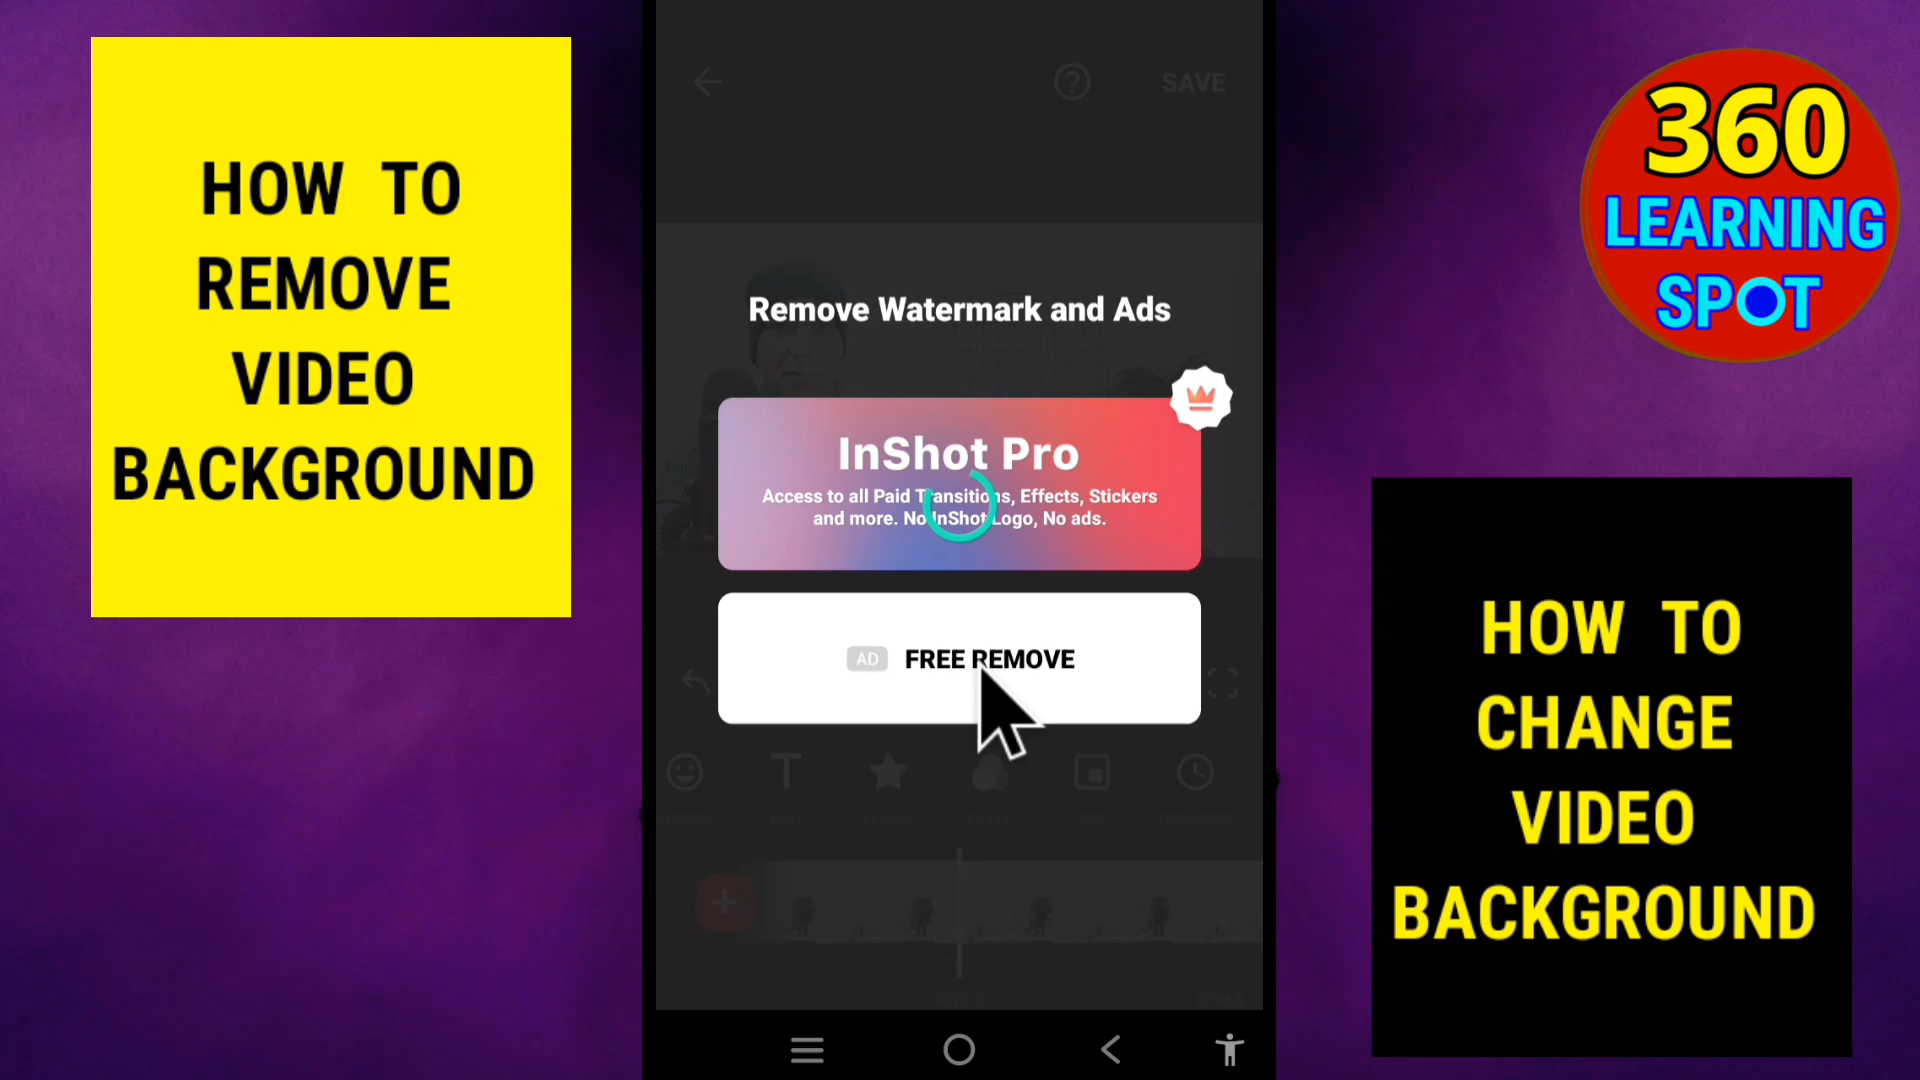 HOW TO
REMOVE
VIDEO
BACKGROUND
SAVE
Remove Watermark and Ads
InShot Pro
Access to all Paid Transitions, Effects, Stickers
and more. No InShot Logo, No ads.
AD FREE REMOVE
360
LEARNING
SPOT
HOW TO
CHANGE
VIDEO
BACKGROUND